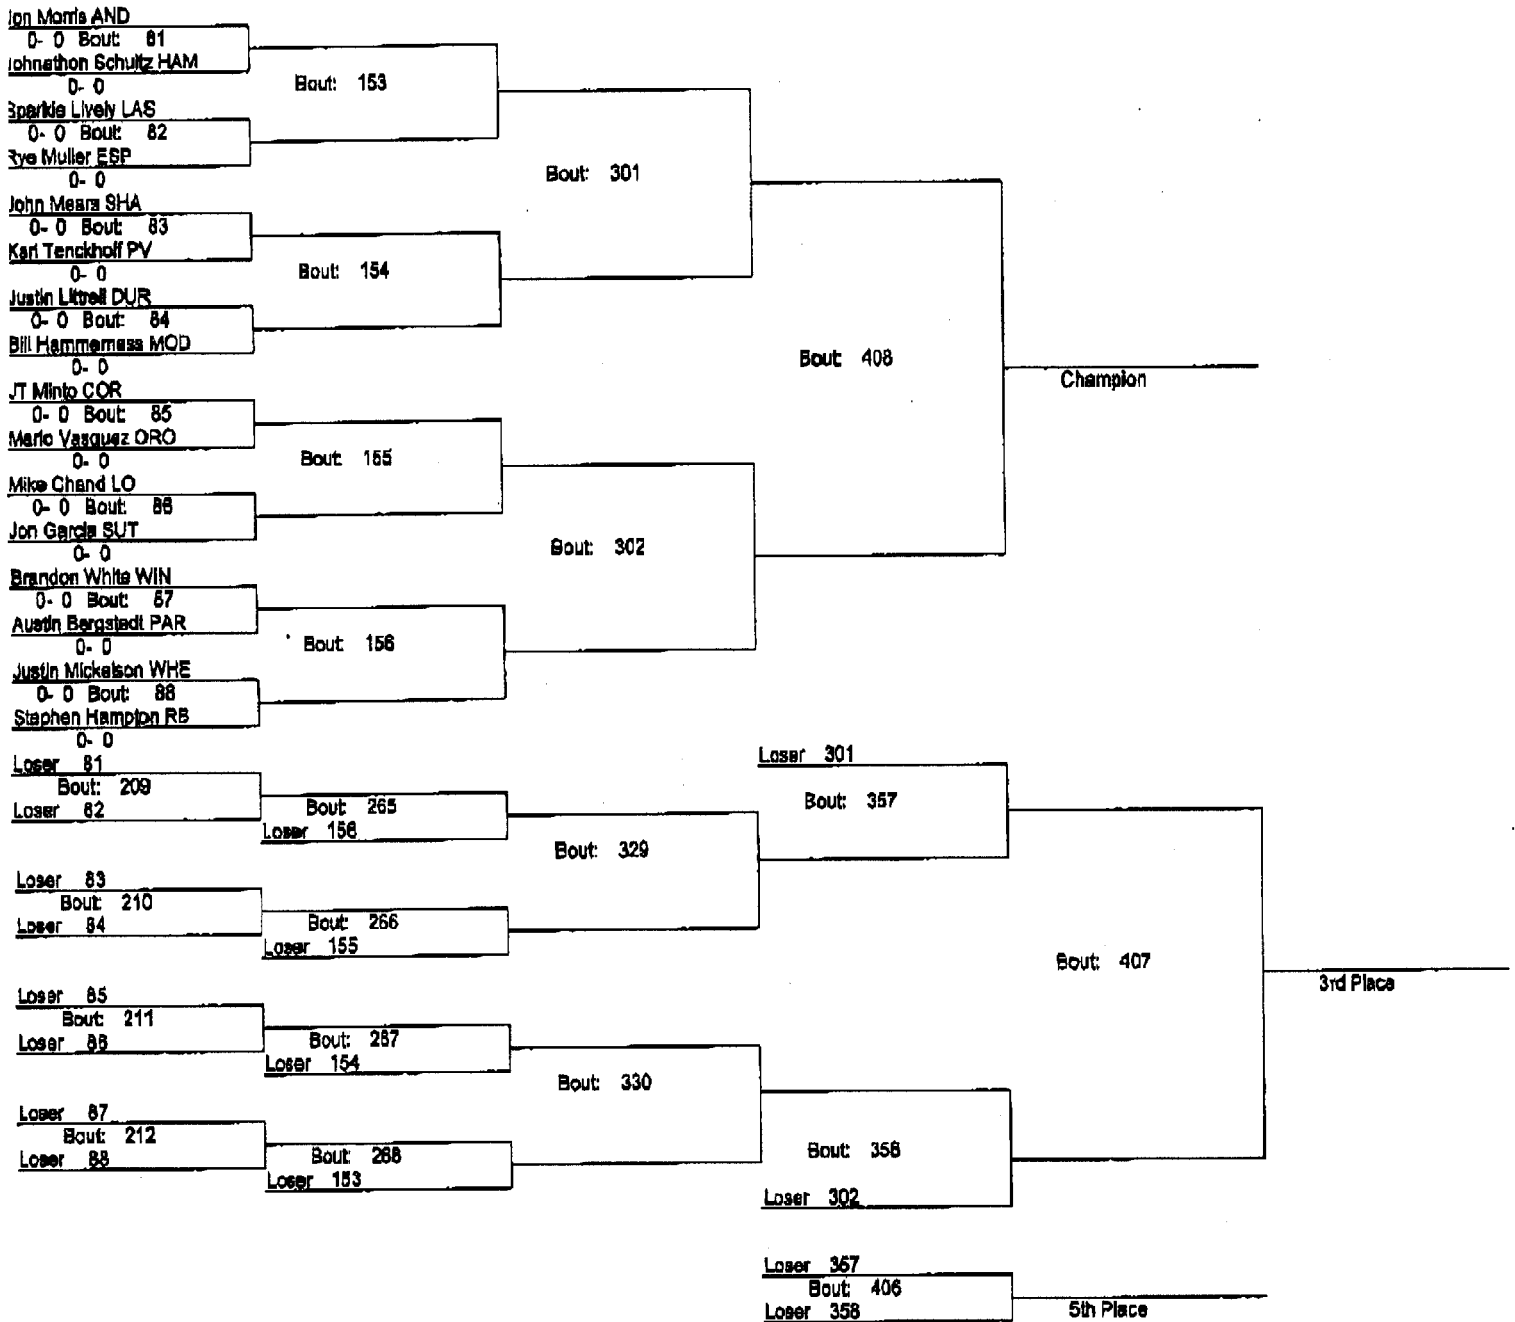 Jon Morris AND
0- 0 Bout: 81
Johnathon Schultz HAM
0- 0
Bout: 153
Sparkle Lively LAS
0- 0 Bout: 82
Rye Muller ESP
0- 0
Bout: 301
John Mears SHA
0- 0 Bout: 83
Karl Tenckhoff PV
0- 0
Bout: 154
Justin Littrell DUR
0- 0 Bout: 84
Bill Hammerness MOD
0- 0
Bout: 408
Champion
JT Minto COR
0- 0 Bout: 85
Mario Vasquez ORO
0- 0
Bout: 155
Mike Chand LO
0- 0 Bout: 86
Jon Garcia SUT
0- 0
Bout: 302
Brandon White WIN
0- 0 Bout: 87
Austin Bergstedt PAR
0- 0
Bout: 156
Justin Mickelson WHE
0- 0 Bout: 88
Stephen Hampton RB
0- 0
Loser 81
Bout: 209
Loser 82
Bout: 265
Loser 156
Bout: 329
Loser 301
Bout: 357
Loser 83
Bout: 210
Loser 84
Bout: 266
Loser 155
Bout: 407
3rd Place
Loser 85
Bout: 211
Loser 86
Bout: 267
Loser 154
Bout: 330
Loser 87
Bout: 212
Loser 88
Bout: 268
Loser 153
Bout: 358
Loser 302
Loser 357
Bout: 406
Loser 358
5th Place